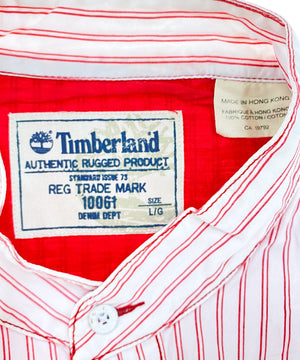 Timberland
AUTHENTIC RUGGED PRODUCT
STANDARD ISSUE 73
REG TRADE MARK
10061
DENIM DEPT
SIZE
L/G
MADE IN HONG KONG
FABRIQUÉ À HONG KONG
100% COTTON • COTON
CA 19792